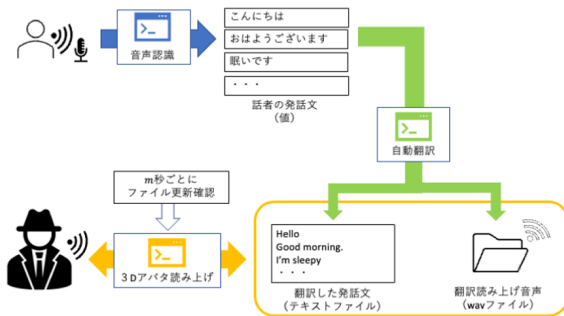 こんにちは
おはようございます
眠いです
・・・
音声認識
話者の発話文
(値)
自動翻訳
m秒ごとに
ファイル更新確認
3Dアバタ読み上げ
Hello
Good morning.
I'm sleepy
・・・
翻訳した発話文
(テキストファイル)
翻訳読み上げ音声
(wavファイル)